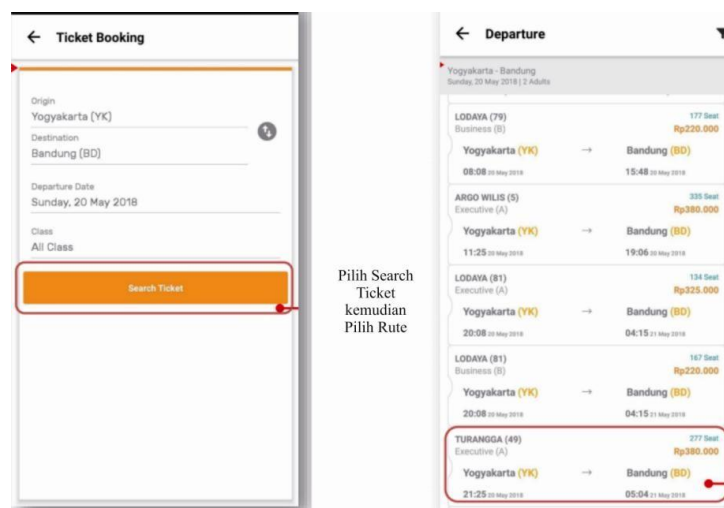 Ticket Booking
Origin
Yogyakarta (YK)
Destination
Bandung (BD)
Departure Date
Sunday, 20 May 2018
Class
All Class
Search Ticket
Pilih Search
Ticket
kemudian
Pilih Rute
Departure
Yogyakarta - Bandung
Sunday, 20 May 2018 | 2 Adults
LODAYA (79) 177 Seat
Business (B) Rp220.000
Yogyakarta (YK) → Bandung (BD)
08:08 20 May 2018 15:48 20 May 2018
ARGO WILIS (5) 335 Seat
Executive (A) Rp380.000
Yogyakarta (YK) → Bandung (BD)
11:25 20 May 2018 19:06 20 May 2018
LODAYA (81) 134 Seat
Executive (A) Rp325.000
Yogyakarta (YK) → Bandung (BD)
20:08 20 May 2018 04:15 21 May 2018
LODAYA (81) 167 Seat
Business (B) Rp220.000
Yogyakarta (YK) → Bandung (BD)
20:08 20 May 2018 04:15 21 May 2018
TURANGGA (49) 277 Seat
Executive (A) Rp380.000
Yogyakarta (YK) → Bandung (BD)
21:25 20 May 2018 05:04 21 May 2018